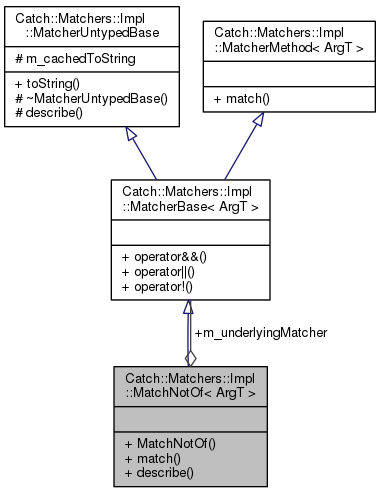 Catch::Matchers::Impl
::MatcherUntypedBase
# m_cachedToString
+ toString()
# ~MatcherUntypedBase()
# describe()
Catch::Matchers::Impl
::MatcherMethod< ArgT >
+ match()
Catch::Matchers::Impl
::MatcherBase< ArgT >
+ operator&&()
+ operator||()
+ operator!()
+m_underlyingMatcher
Catch::Matchers::Impl
::MatchNotOf< ArgT >
+ MatchNotOf()
+ match()
+ describe()